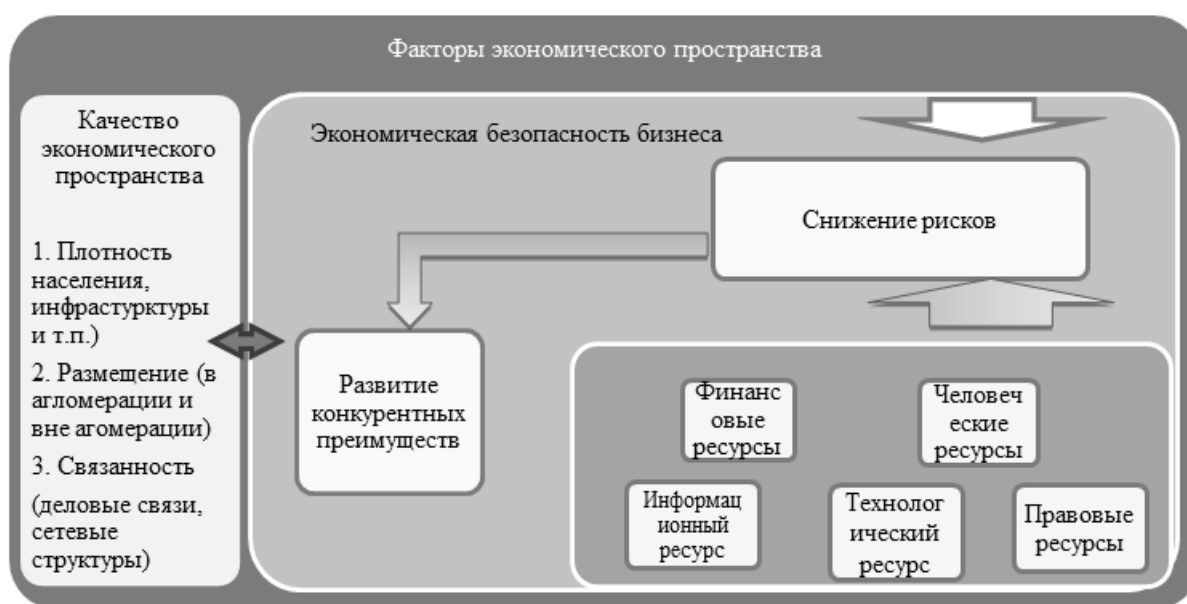 Факторы экономического пространства
Качество
экономического
пространства
1. Плотность
населения,
инфрастурктуры
и т.п.)
2. Размещение (в
агломерации и
вне агомерации)
3. Связанность
(деловые связи,
сетевые
структуры)
Экономическая безопасность бизнеса
Снижение рисков
Развитие
конкурентных
преимуществ
Финанс
овые
ресурсы
Человеч
еские
ресурсы
Информац
ионный
ресурс
Технолог
ический
ресурс
Правовые
ресурсы